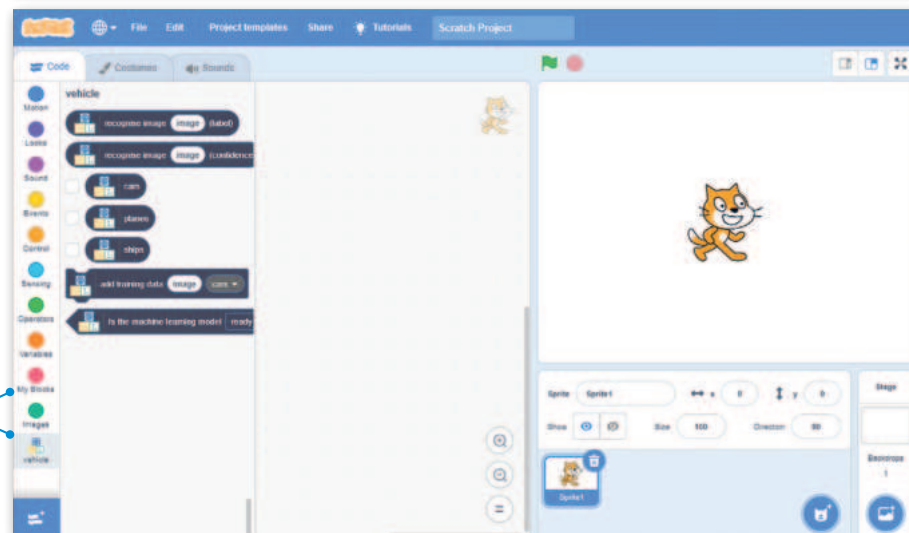 File Edit Project templates Share Tutorials Scratch Project
Code Costumes Sounds
Motion
Looks
Sound
Events
Control
Sensing
Operators
Variables
My Blocks
Images
vehicle
vehicle
recognise image image (label)
recognise image image (confidence
cars
planes
ships
add training data image cars
Is the machine learning model ready
Sprite Sprite1 x 0 y 0
Show Size 100 Direction 90
Sprite1
Stage
Backdrops
1